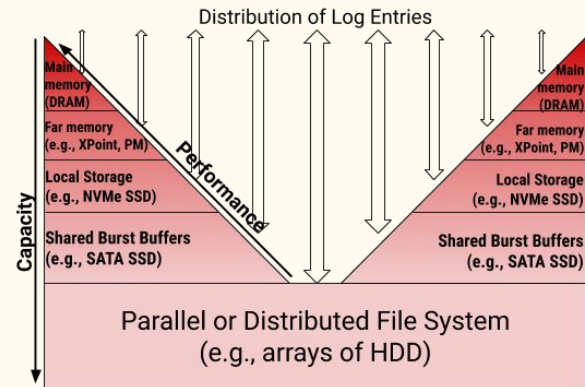 Distribution of Log Entries
Main
memory
(DRAM)
Far memory
(e.g., XPoint, PM)
Local Storage
(e.g., NVMe SSD)
Shared Burst Buffers
(e.g., SATA SSD)
Capacity
Performance
Main
memory
(DRAM)
Far memory
(e.g., XPoint, PM)
Local Storage
(e.g., NVMe SSD)
Shared Burst Buffers
(e.g., SATA SSD)
Parallel or Distributed File System
(e.g., arrays of HDD)